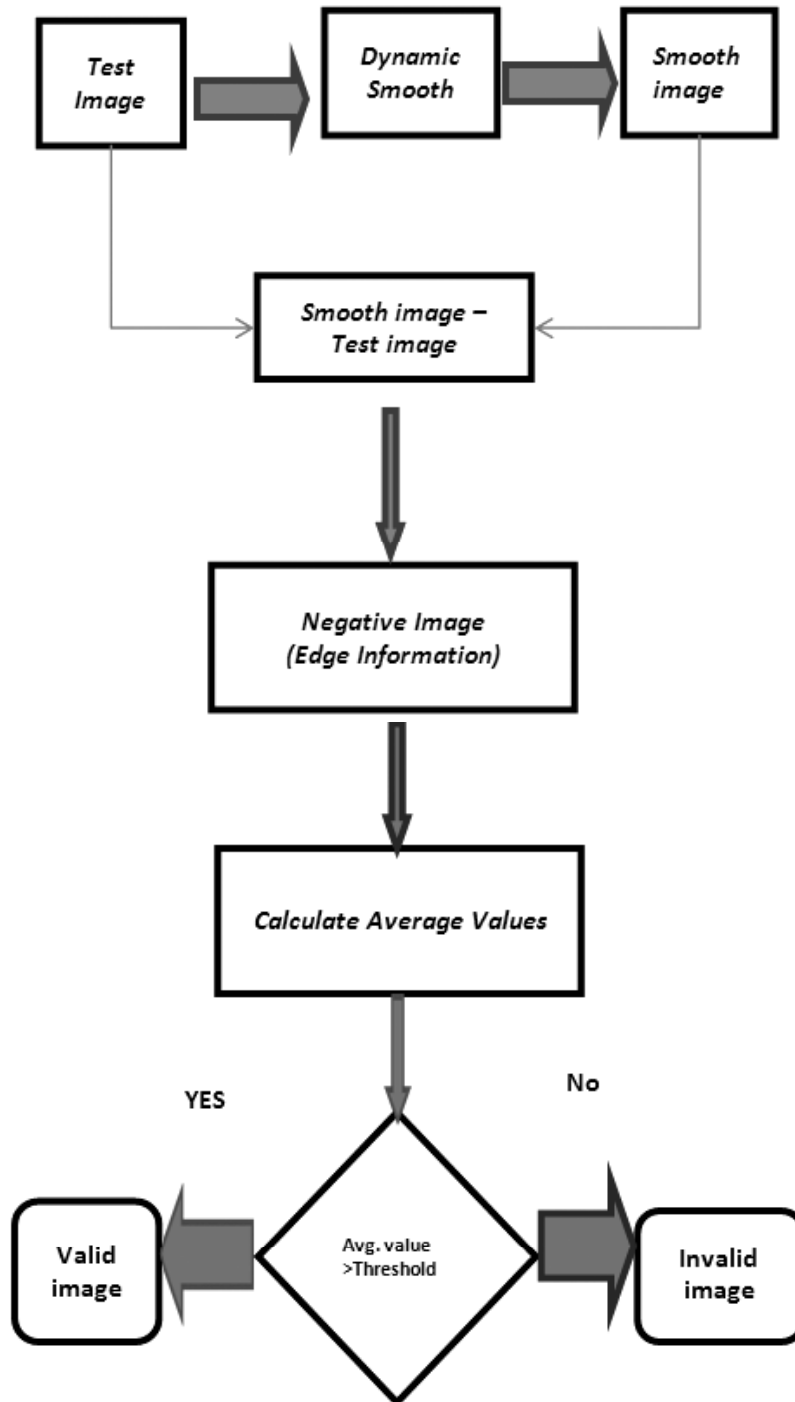 Test
Image
Dynamic
Smooth
Smooth
image
Smooth image –
Test image
Negative Image
(Edge Information)
Calculate Average Values
YES
No
Avg. value
>Threshold
Valid
image
Invalid
image